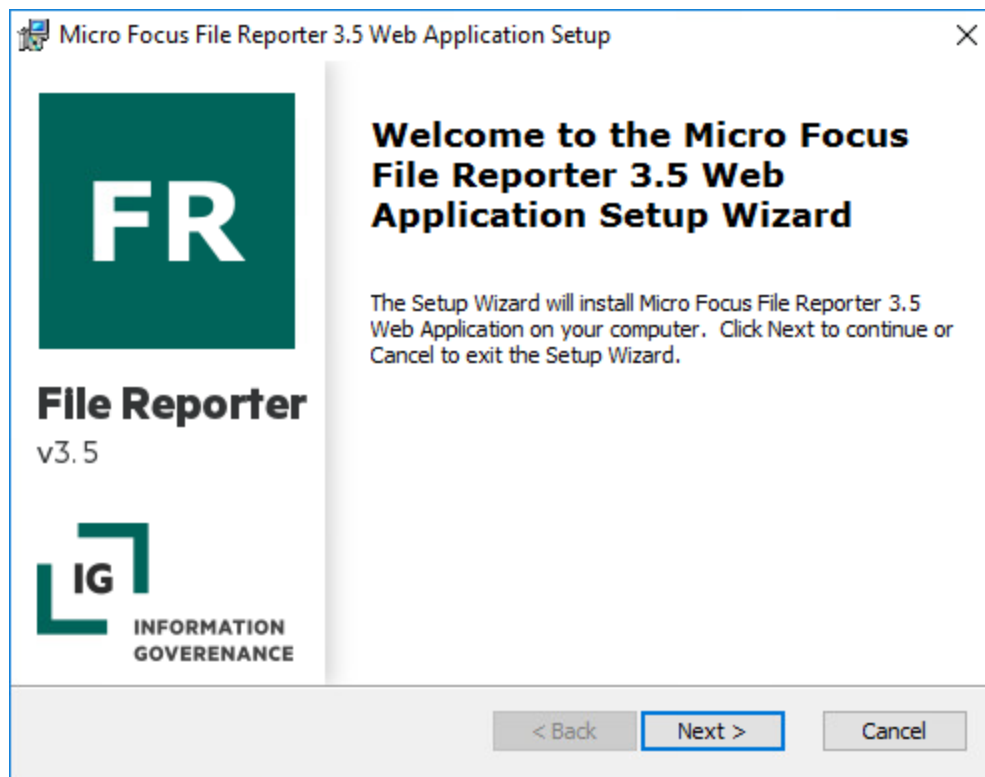 Micro Focus File Reporter 3.5 Web Application Setup
FR
File Reporter
v3.5
IG
INFORMATION
GOVERENANCE
Welcome to the Micro Focus
File Reporter 3.5 Web
Application Setup Wizard
The Setup Wizard will install Micro Focus File Reporter 3.5
Web Application on your computer. Click Next to continue or
Cancel to exit the Setup Wizard.
< Back
Next >
Cancel